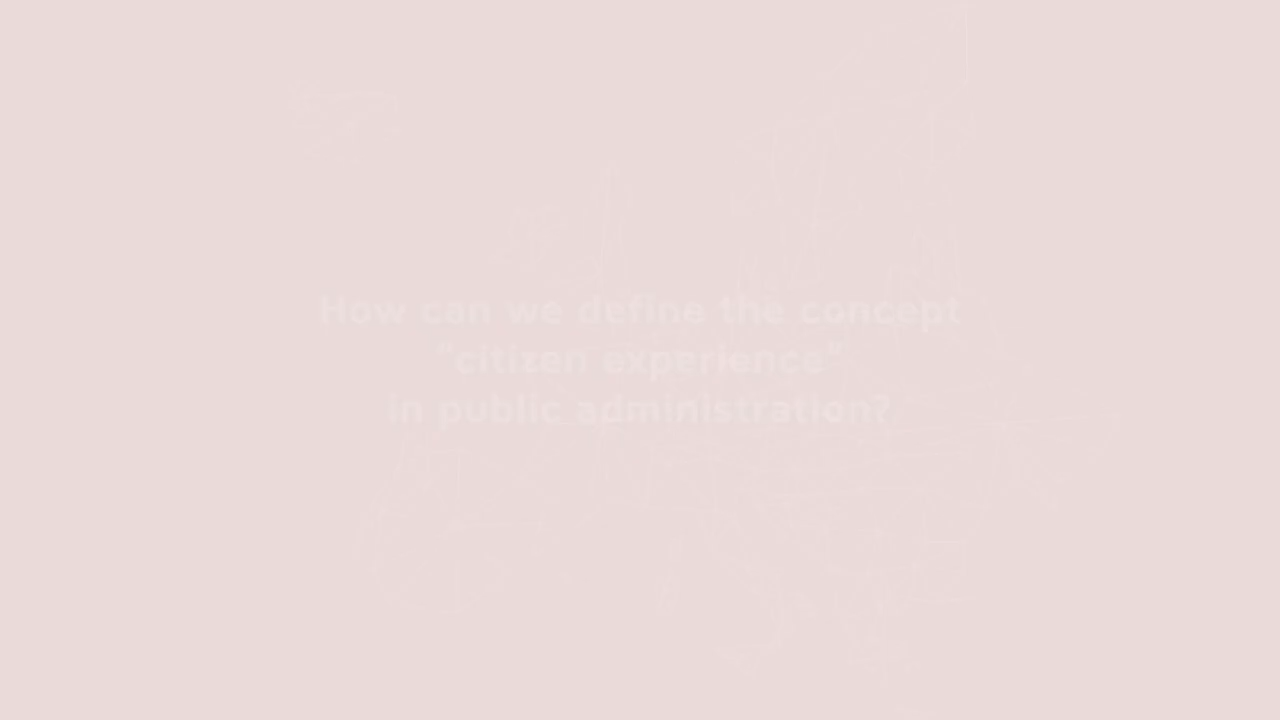 How can we define the concept
"citizen experience"
in public administration?